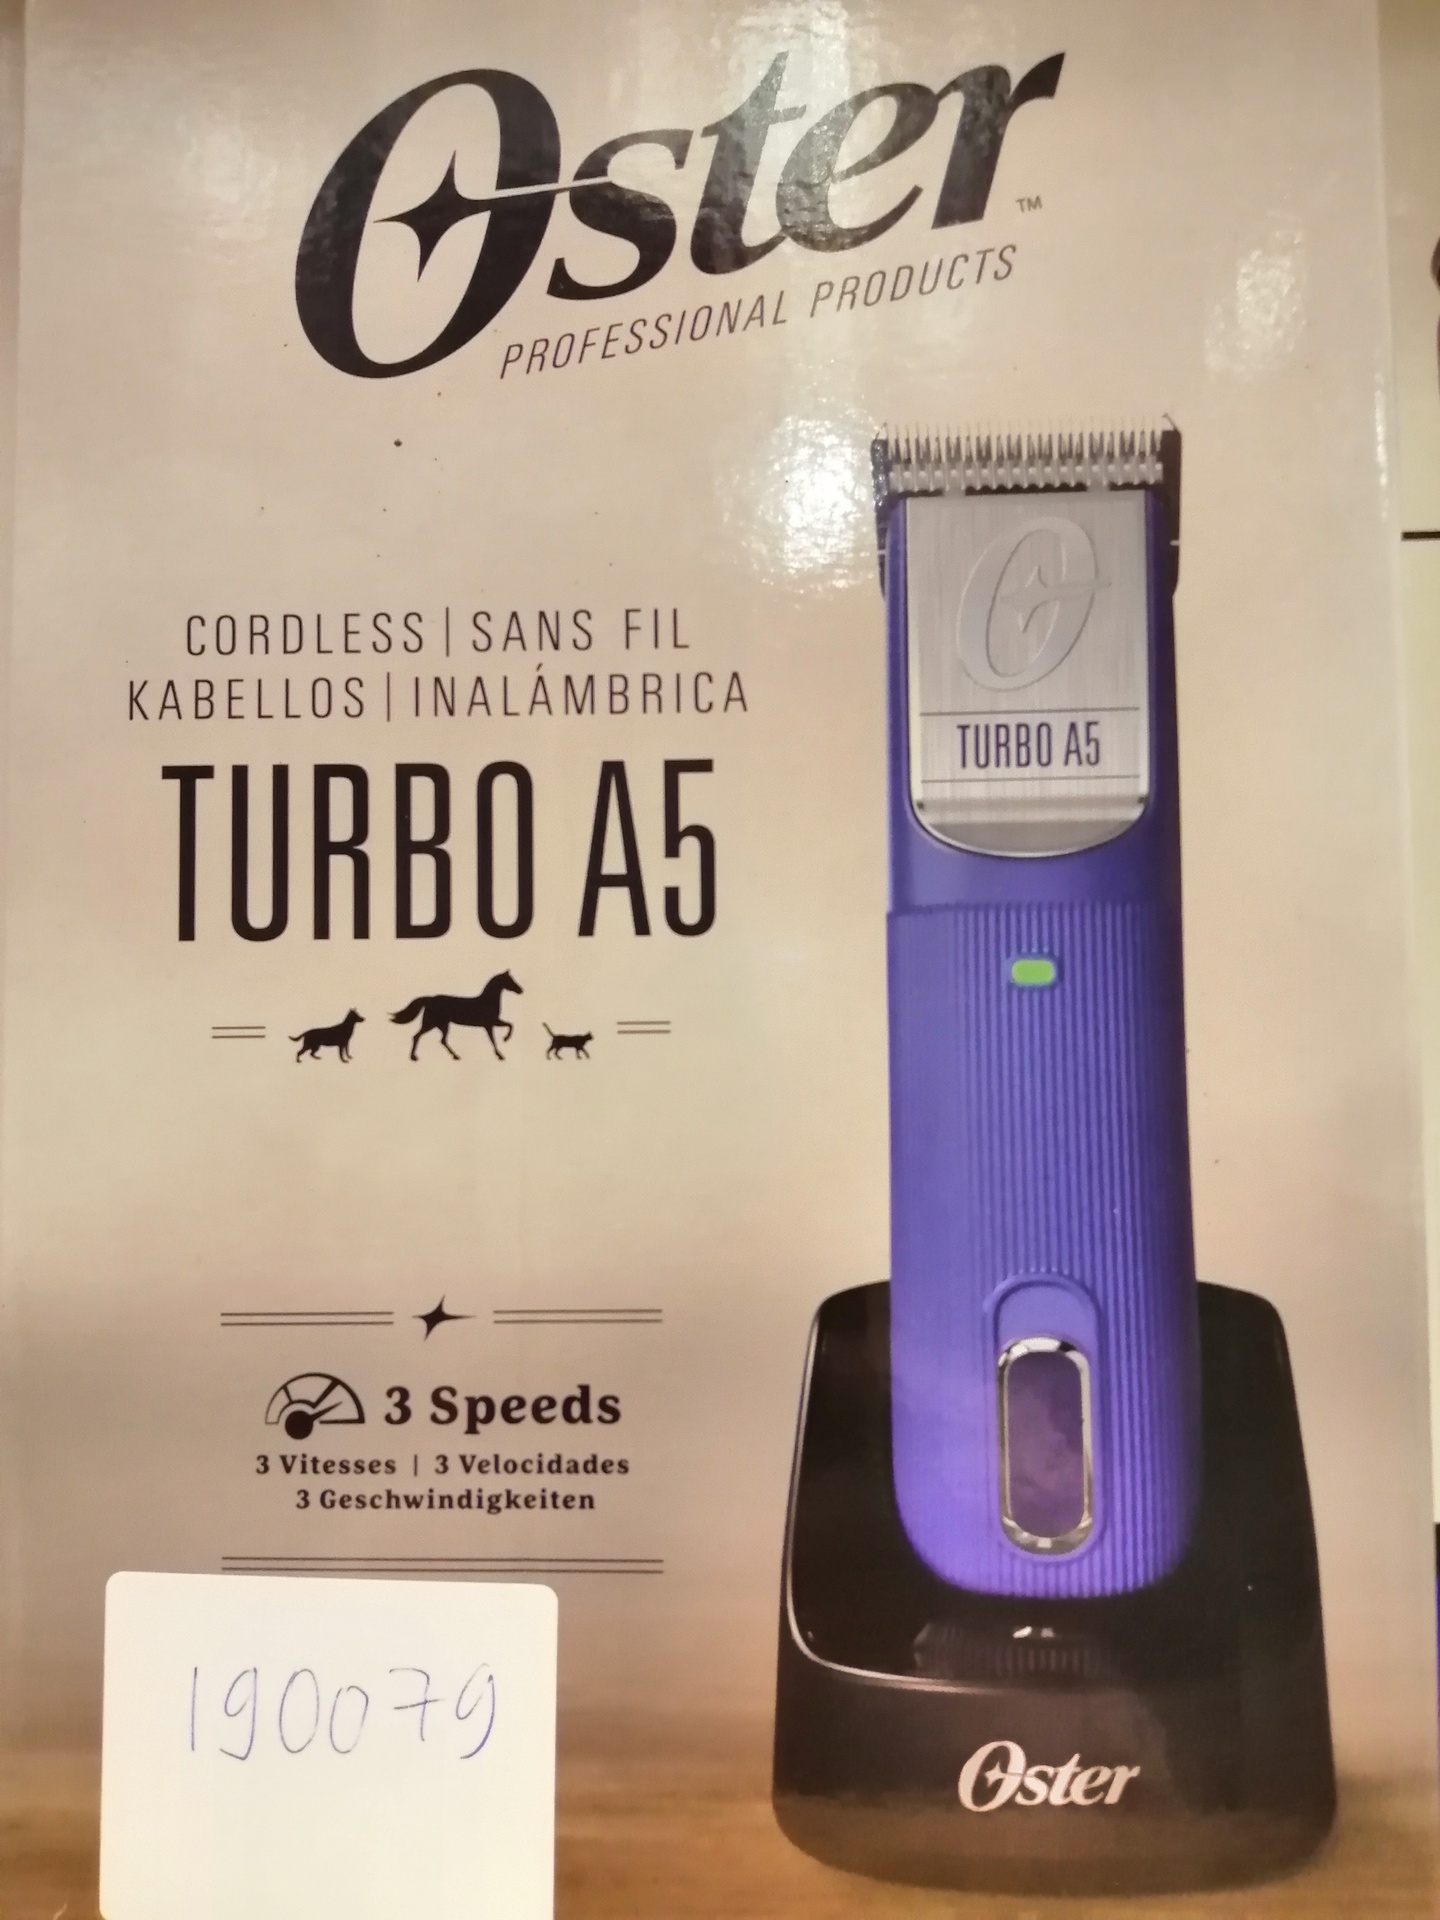 Oster™
PROFESSIONAL PRODUCTS
CORDLESS | SANS FIL
KABELLOS | INALÁMBRICA
TURBO A5
3 Speeds
3 Vitesses | 3 Velocidades
3 Geschwindigkeiten
190079
TURBO A5
Oster